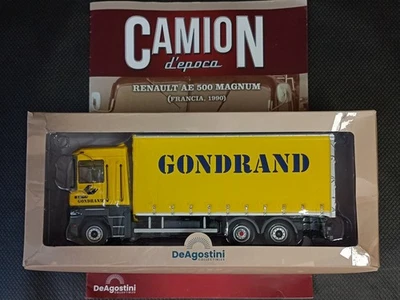 CAMION
d'epoca
RENAULT AE 500 MAGNUM
(FRANCIA, 1990)
GONDRAND
GONDRAND
DeAgostini
DeAgostini